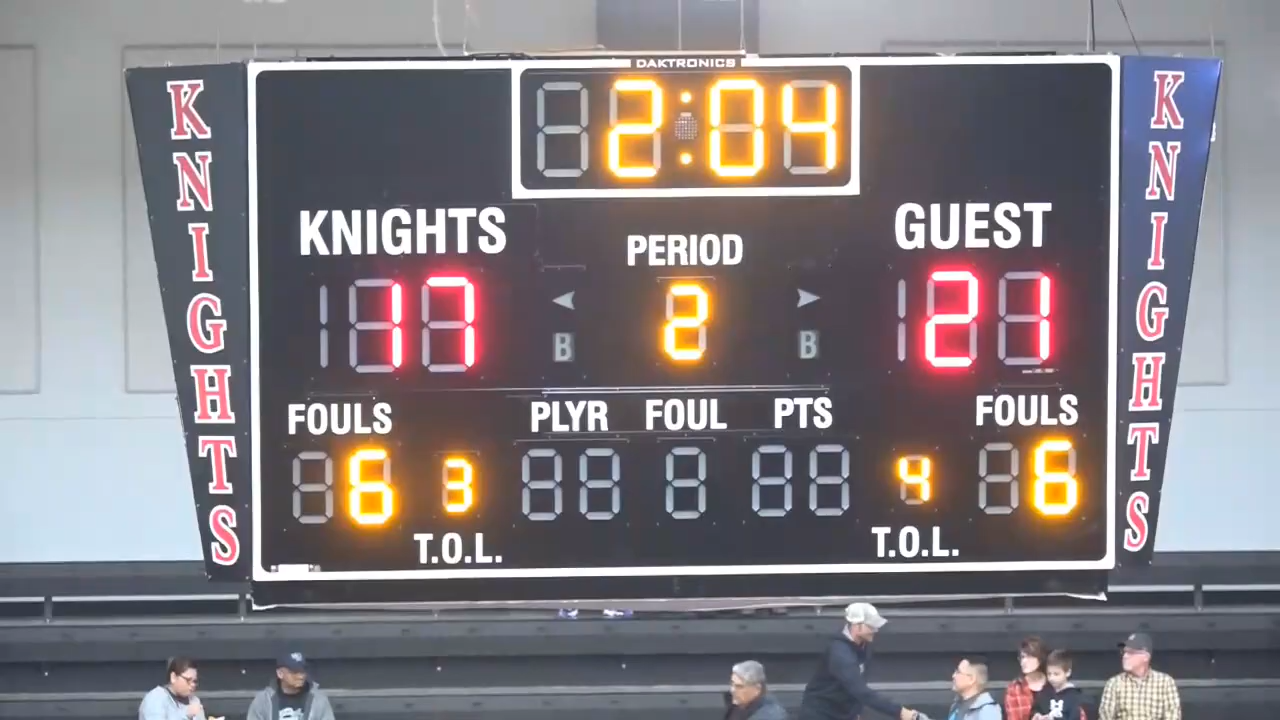 DAKTRONICS
2:04
KNIGHTS
KNIGHTS
KNIGHTS
GUEST
PERIOD
17
2
21
B
B
FOULS
PLYR
FOUL
PTS
FOULS
6
3
4
6
T.O.L.
T.O.L.